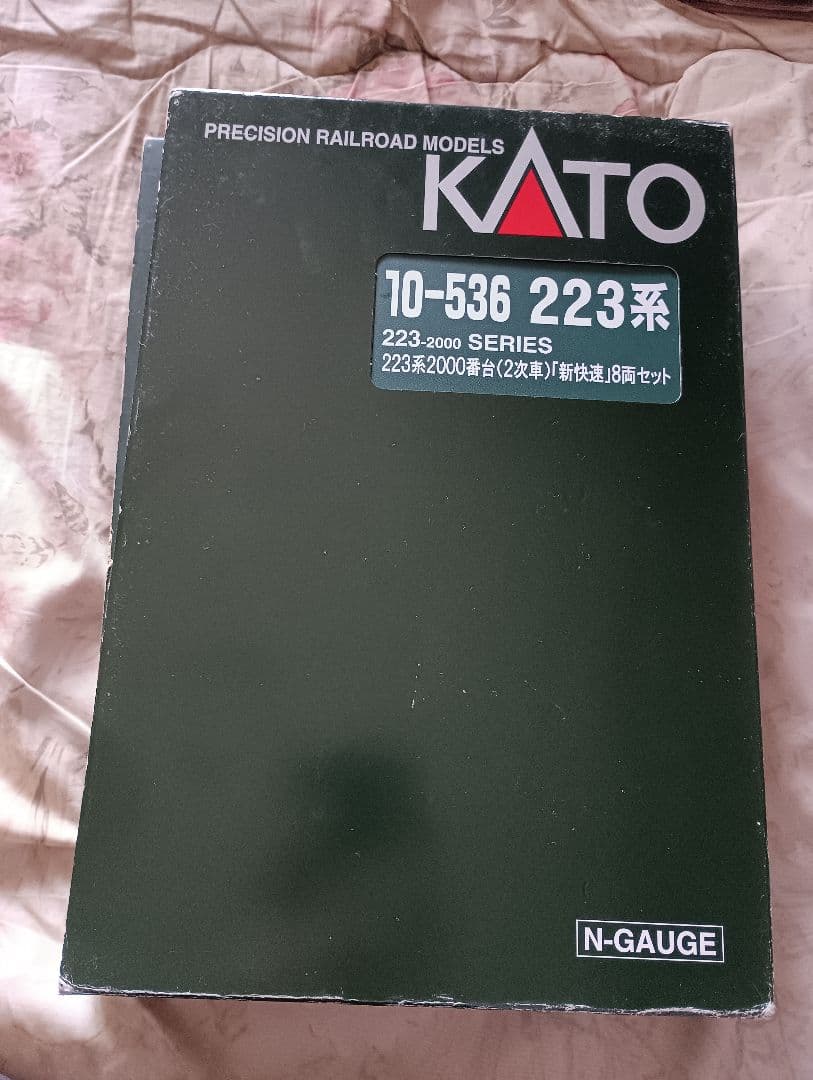 PRECISION RAILROAD MODELS
KATO
10-536 223系
223-2000 SERIES
223系2000番台(2次車)「新快速」8両セット
N-GAUGE